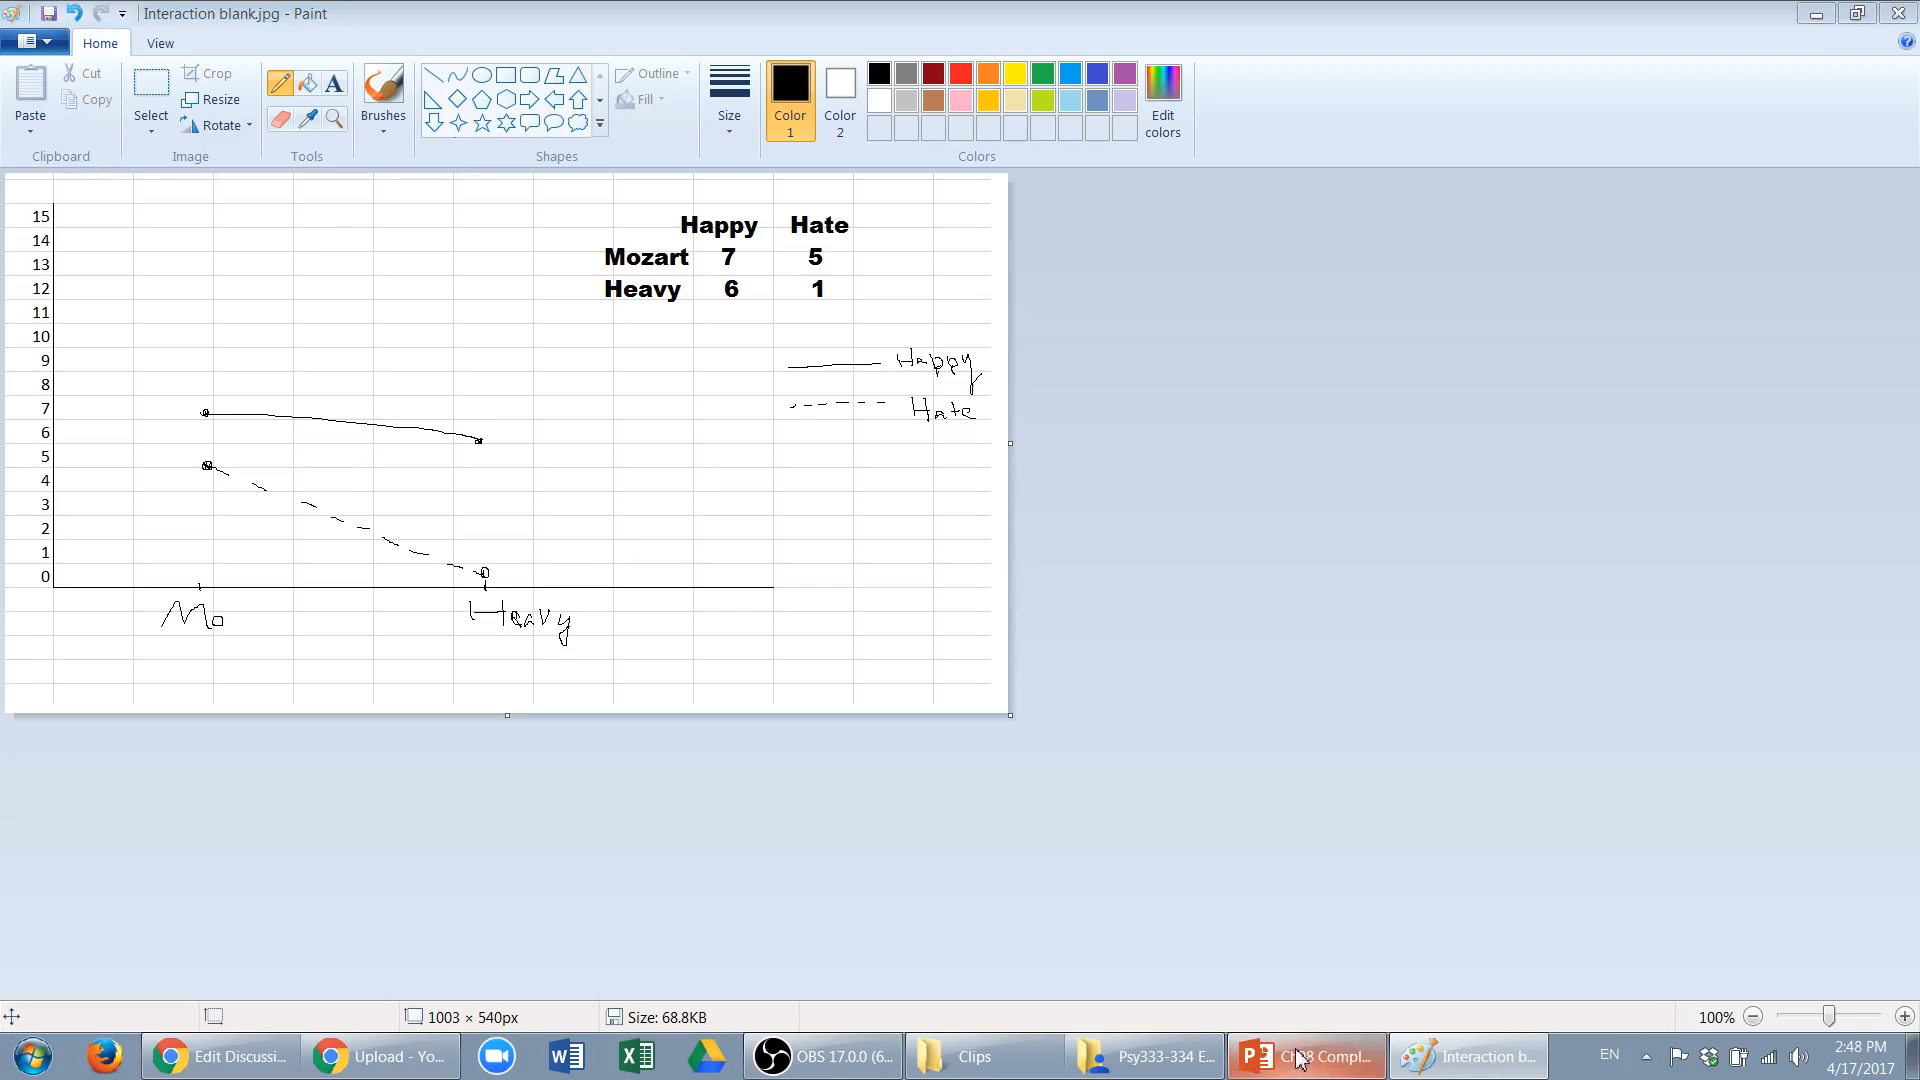 Interaction blank.jpg - Paint
Home View
Paste Cut Copy Clipboard
Select Crop Resize Rotate Image
Tools
Brushes
Outline Fill Shapes
Size
Color 1 Color 2
Edit colors Colors
15
14
13
12
11
10
9
8
7
6
5
4
3
2
1
0
Happy Hate
Mozart 7 5
Heavy 6 1
Happy
Hate
Mo Heavy
1003 × 540px Size: 68.8KB 100%
Edit Discussi... Upload - Yo... OBS 17.0.0 (6... Clips Psy333-334 E... Compl... Interaction b... EN 2:48 PM
4/17/2017